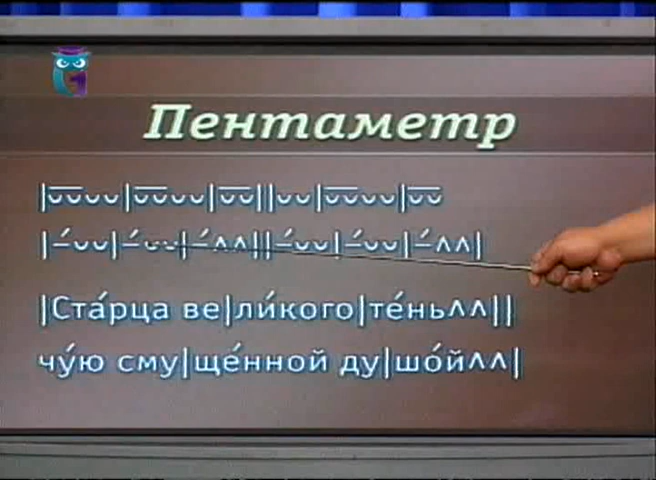 Пентаметр
|‿‿‿‿|‿‿‿‿|‿‿||‿‿|‿‿‿‿|‿‿
|—́◡◡|—́◡◡|—́^^||—́◡◡|—́◡◡|—́^^|
|Ста́рца ве|ли́кого|те́нь^^||
чу́ю сму|ще́нной ду|шо́й^^|